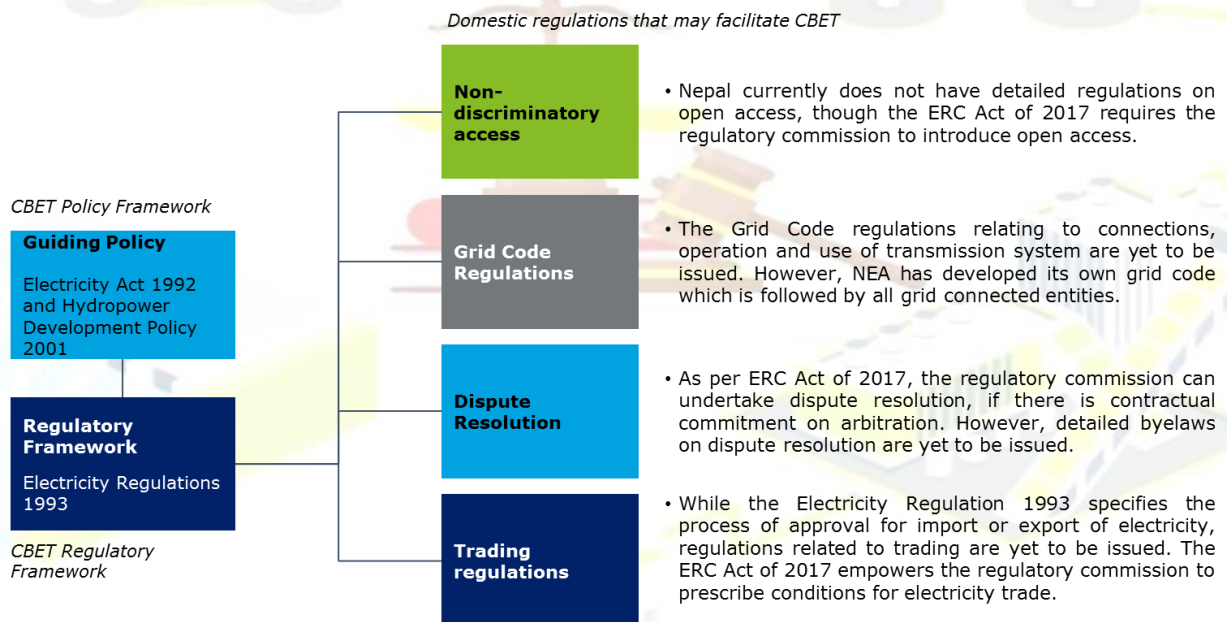 Domestic regulations that may facilitate CBET
Non-
discriminatory
access
• Nepal currently does not have detailed regulations on
open access, though the ERC Act of 2017 requires the
regulatory commission to introduce open access.
CBET Policy Framework
Guiding Policy
Electricity Act 1992
and Hydropower
Development Policy
2001
Grid Code
Regulations
• The Grid Code regulations relating to connections,
operation and use of transmission system are yet to be
issued. However, NEA has developed its own grid code
which is followed by all grid connected entities.
Regulatory
Framework
Electricity Regulations
1993
CBET Regulatory
Framework
Dispute
Resolution
• As per ERC Act of 2017, the regulatory commission can
undertake dispute resolution, if there is contractual
commitment on arbitration. However, detailed byelaws
on dispute resolution are yet to be issued.
Trading
regulations
• While the Electricity Regulation 1993 specifies the
process of approval for import or export of electricity,
regulations related to trading are yet to be issued. The
ERC Act of 2017 empowers the regulatory commission to
prescribe conditions for electricity trade.